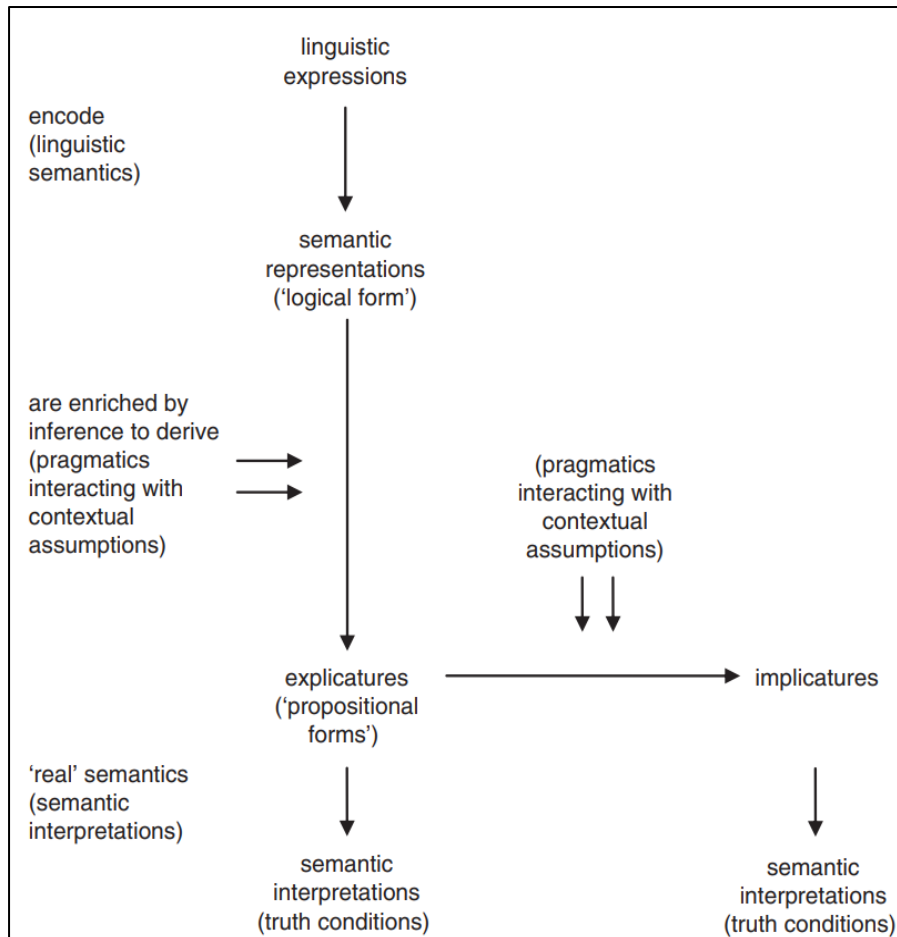 linguistic
expressions
encode
(linguistic
semantics)
semantic
representations
(‘logical form’)
are enriched by
inference to derive
(pragmatics
interacting with
contextual
assumptions)
(pragmatics
interacting with
contextual
assumptions)
explicatures
(‘propositional
forms’)
implicatures
‘real’ semantics
(semantic
interpretations)
semantic
interpretations
(truth conditions)
semantic
interpretations
(truth conditions)